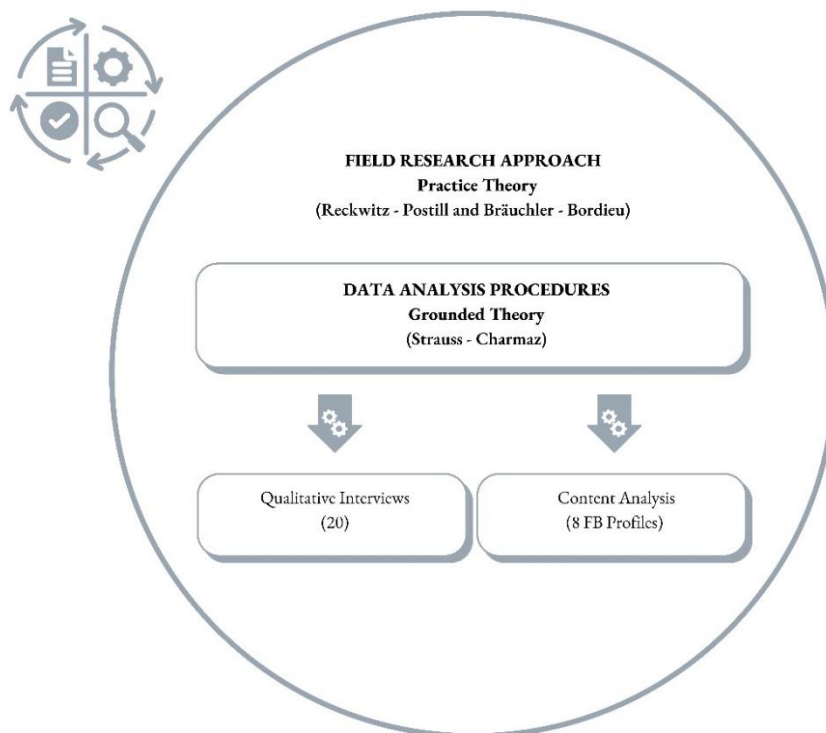 FIELD RESEARCH APPROACH
Practice Theory
(Reckwitz - Postill and Bräuchler - Bordieu)
DATA ANALYSIS PROCEDURES
Grounded Theory
(Strauss - Charmaz)
Qualitative Interviews
(20)
Content Analysis
(8 FB Profiles)